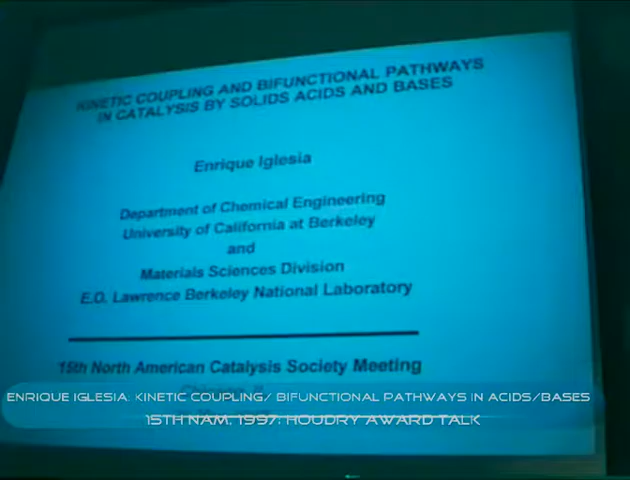 KINETIC COUPLING AND BIFUNCTIONAL PATHWAYS
IN CATALYSIS BY SOLIDS ACIDS AND BASES
Enrique Iglesia
Department of Chemical Engineering
University of California at Berkeley
and
Materials Sciences Division
E.O. Lawrence Berkeley National Laboratory
15th North American Catalysis Society Meeting
ENRIQUE IGLESIA: KINETIC COUPLING/ BIFUNCTIONAL PATHWAYS IN ACIDS/BASES
15TH NAM. 1997: HOUDRY AWARD TALK